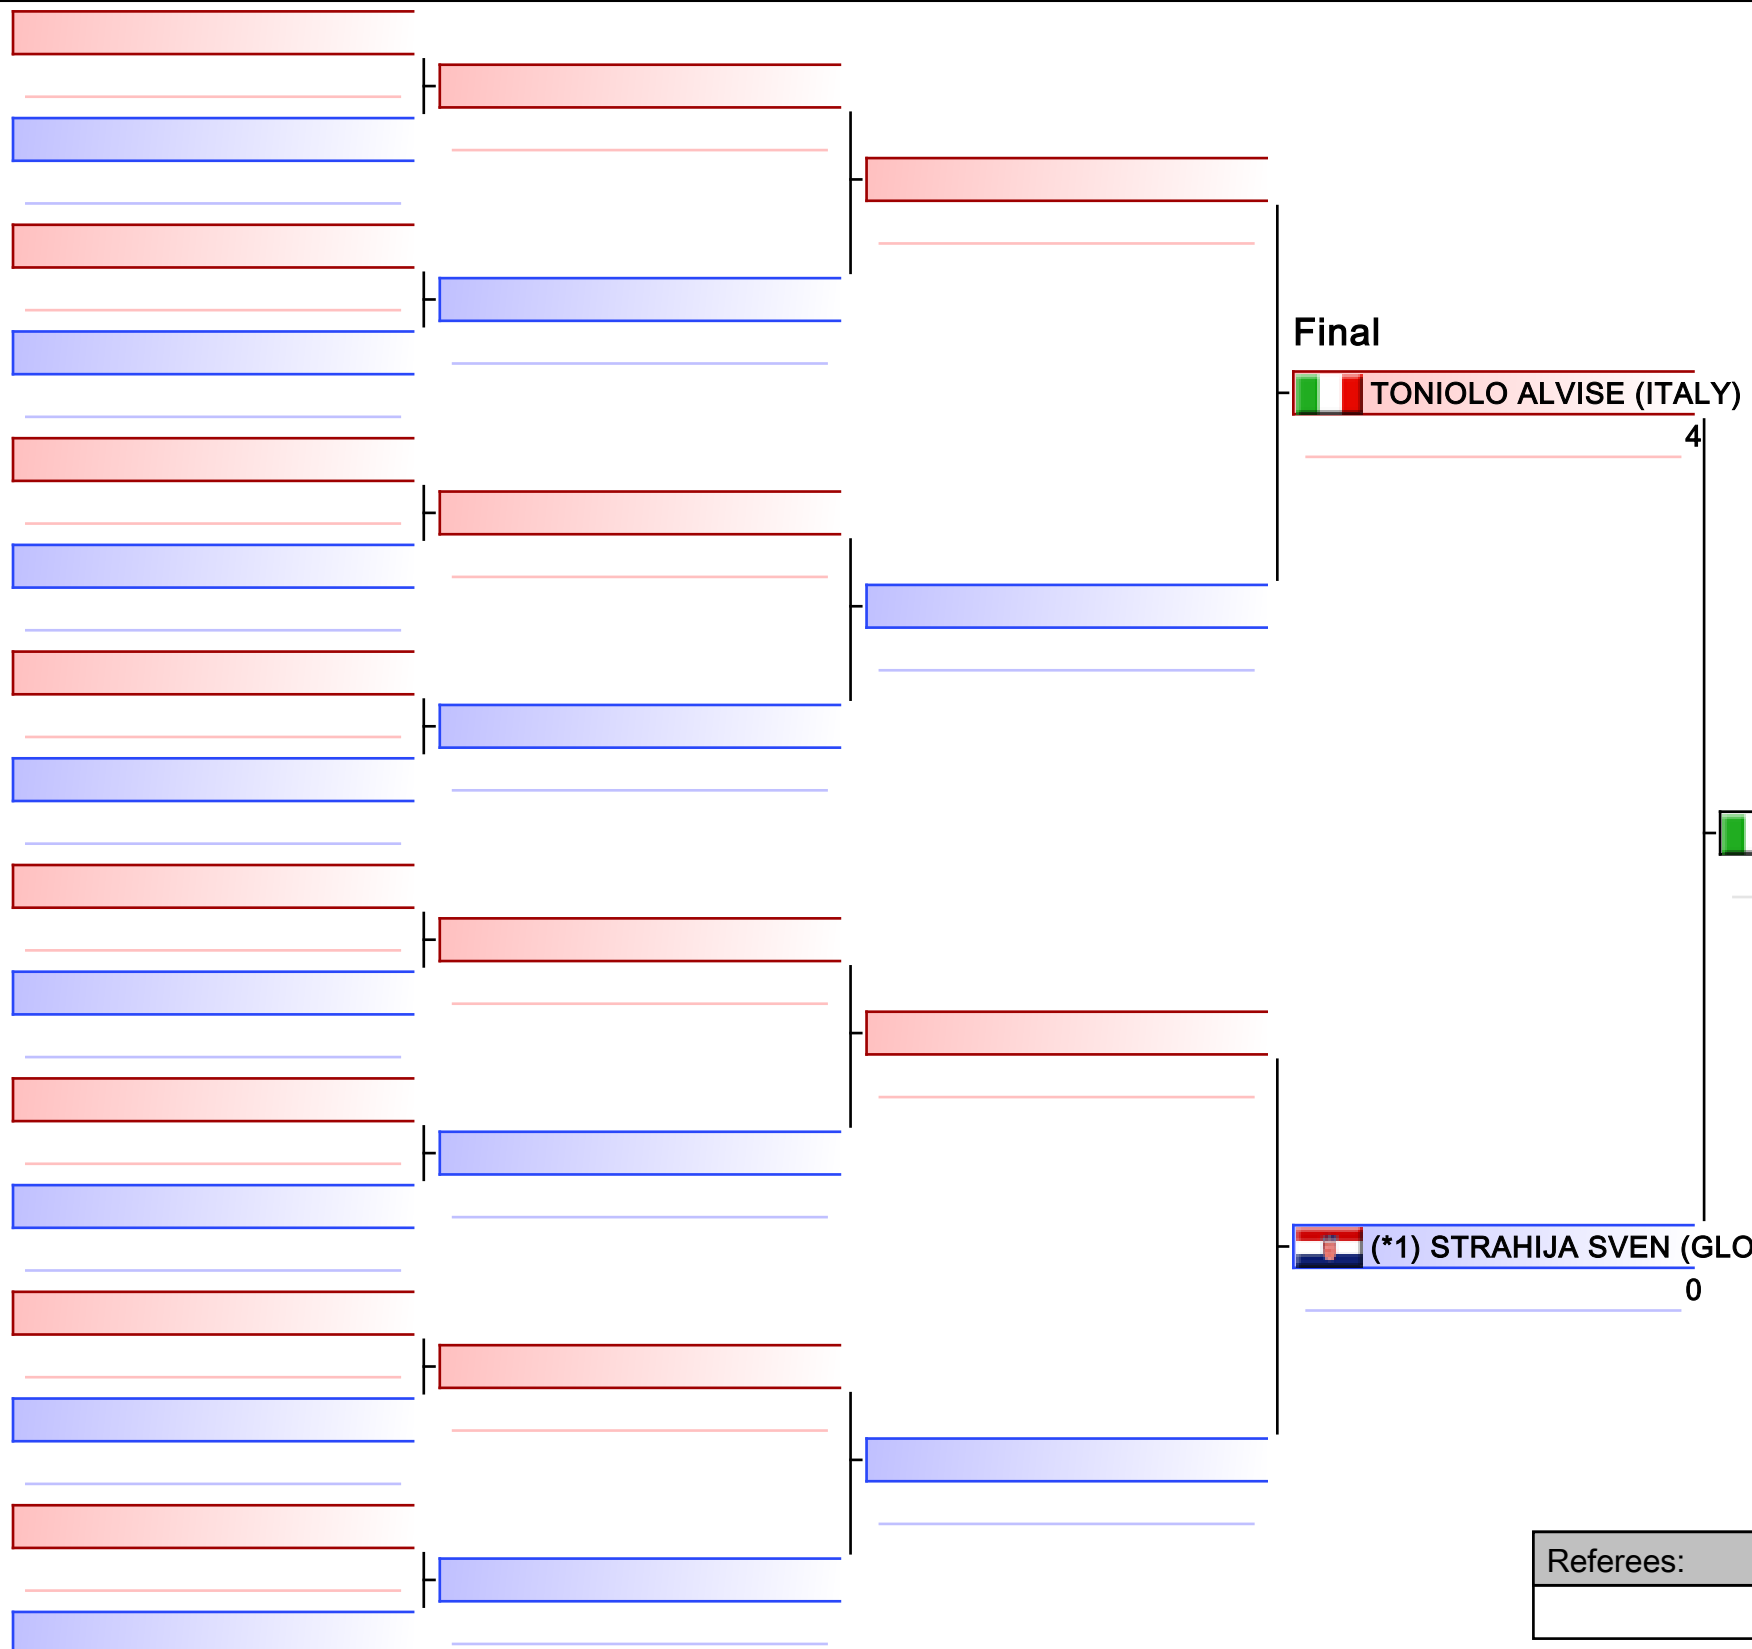 Final
TONIOLO ALVISE (ITALY)
4
(*1) STRAHIJA SVEN (GLO
0
Referees: